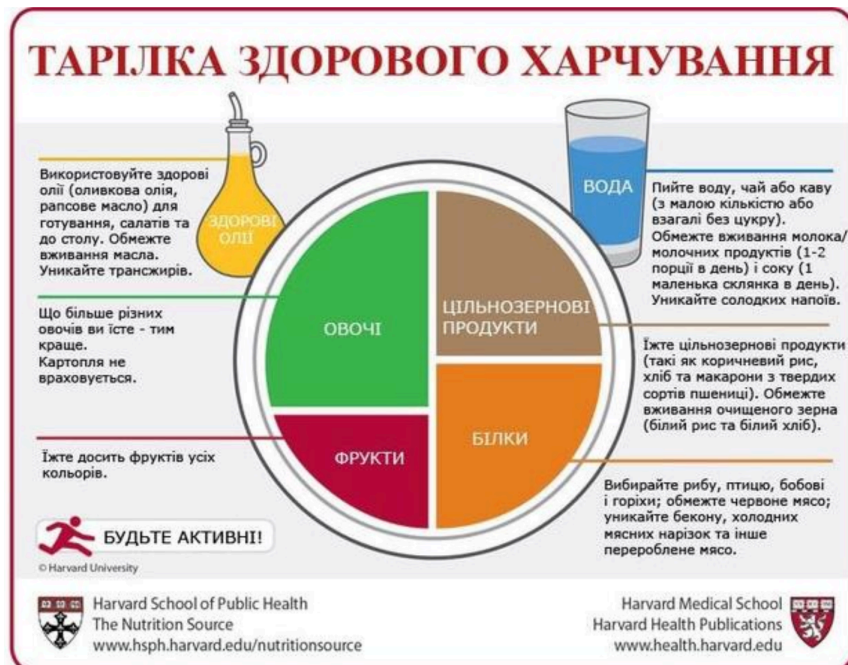 ТАРІЛКА ЗДОРОВОГО ХАРЧУВАННЯ
Використовуйте здорові
олії (оливкова олія,
рапсове масло) для
готування, салатів та
до столу. Обмежте
вживання масла.
Уникайте трансжирів.
ЗДОРОВІ
ОЛІЇ
ВОДА
Пийте воду, чай або каву
(з малою кількістю або
взагалі без цукру).
Обмежте вживання молока/
молочних продуктів (1-2
порції в день) і соку (1
маленька склянка в день).
Уникайте солодких напоїв.
Що більше різних
овочів ви їсте - тим
краще.
Картопля не
враховується.
ОВОЧІ
ЦІЛЬНОЗЕРНОВІ
ПРОДУКТИ
Їжте цільнозернові продукти
(такі як коричневий рис,
хліб та макарони з твердих
сортів пшениці). Обмежте
вживання очищеного зерна
(білий рис та білий хліб).
Їжте досить фруктів усіх
кольорів.
ФРУКТИ
БІЛКИ
Вибирайте рибу, птицю, бобові
і горіхи; обмежте червоне мясо;
уникайте бекону, холодних
мясних нарізок та інше
перероблене мясо.
БУДЬТЕ АКТИВНІ!
© Harvard University
Harvard School of Public Health
The Nutrition Source
www.hsph.harvard.edu/nutritionsource
Harvard Medical School
Harvard Health Publications
www.health.harvard.edu